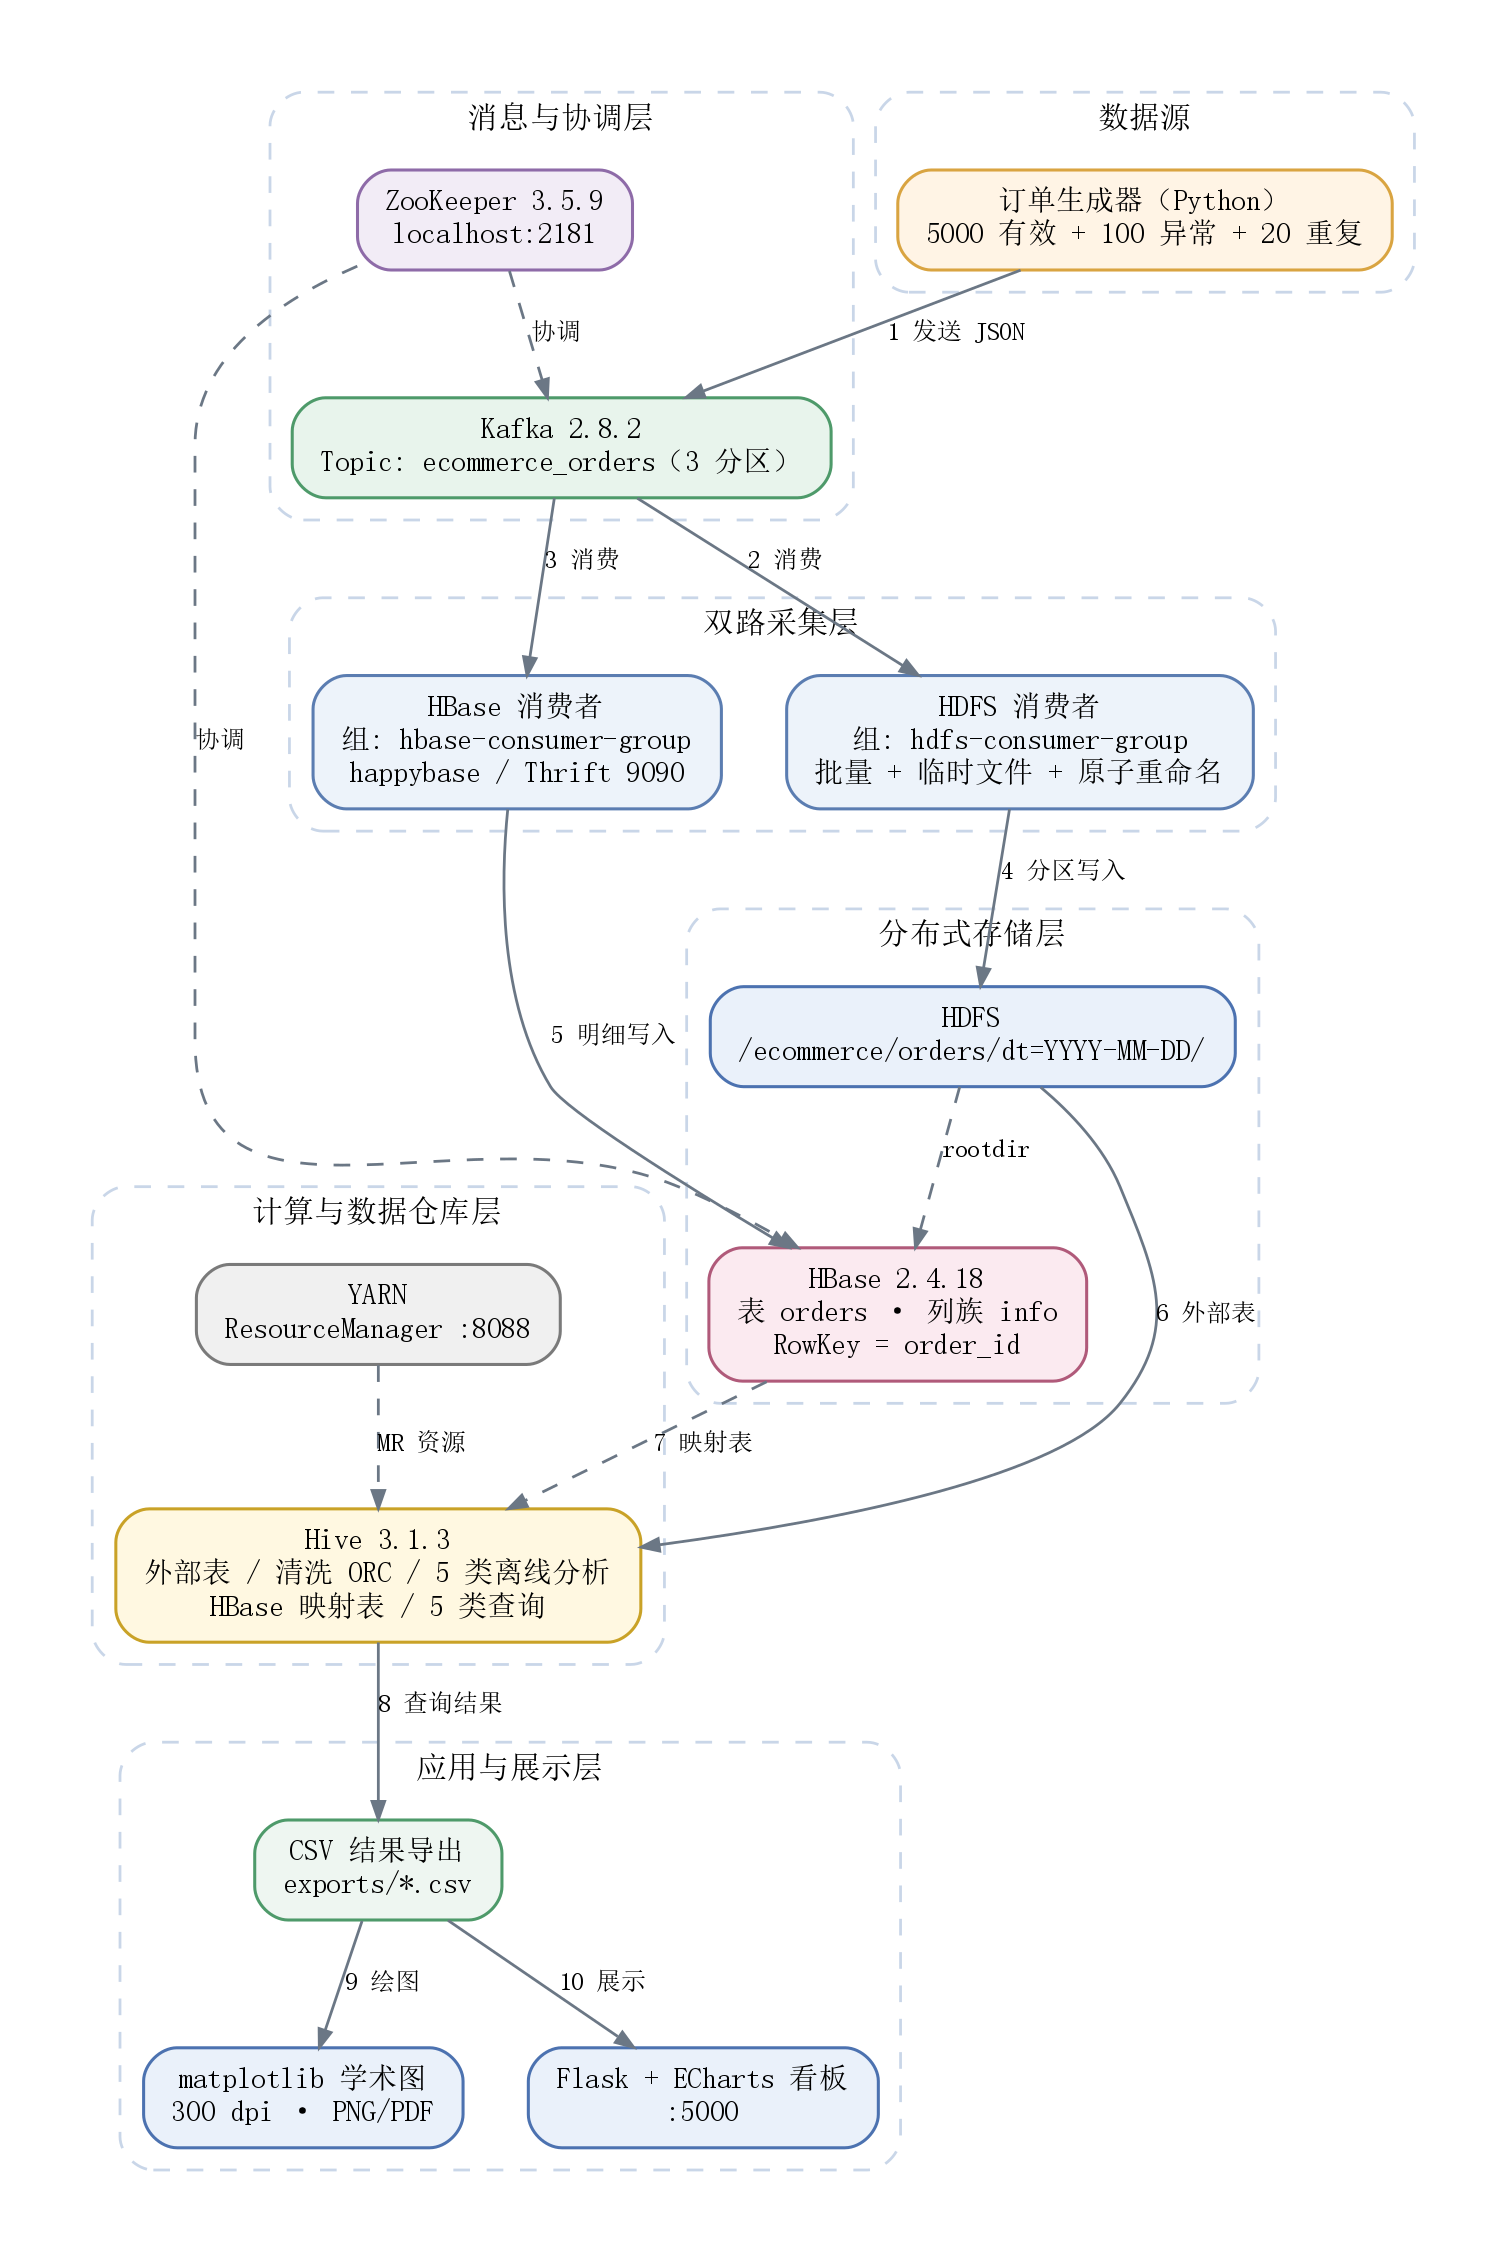 消息与协调层
数据源
ZooKeeper 3.5.9
localhost:2181
订单生成器（Python）
5000 有效 + 100 异常 + 20 重复
协调
1 发送 JSON
Kafka 2.8.2
Topic: ecommerce_orders（3 分区）
3 消费
2 消费
双路采集层
HBase 消费者
组: hbase-consumer-group
happybase / Thrift 9090
HDFS 消费者
组: hdfs-consumer-group
批量 + 临时文件 + 原子重命名
协调
4 分区写入
分布式存储层
HDFS
/ecommerce/orders/dt=YYYY-MM-DD/
5 明细写入
rootdir
计算与数据仓库层
YARN
ResourceManager :8088
HBase 2.4.18
表 orders · 列族 info
RowKey = order_id
6 外部表
MR 资源
7 映射表
Hive 3.1.3
外部表 / 清洗 ORC / 5 类离线分析
HBase 映射表 / 5 类查询
8 查询结果
应用与展示层
CSV 结果导出
exports/*.csv
9 绘图
10 展示
matplotlib 学术图
300 dpi · PNG/PDF
Flask + ECharts 看板
:5000